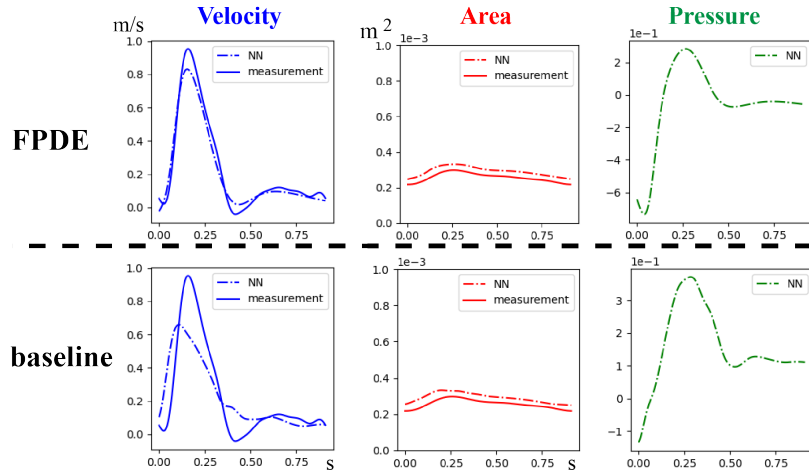 Velocity Area Pressure
m/s m² 1e-3 1e-1
FPDE
1.0 0.8 0.6 0.4 0.2 0.0
NN
measurement
0.00 0.25 0.50 0.75
1.0 0.8 0.6 0.4 0.2 0.0
NN
measurement
0.00 0.25 0.50 0.75
2 0 −2 −4 −6
NN
0.00 0.25 0.50 0.75
baseline
1.0 0.8 0.6 0.4 0.2 0.0
NN
measurement
0.00 0.25 0.50 0.75 s
1e-3
1.0 0.8 0.6 0.4 0.2 0.0
NN
measurement
0.00 0.25 0.50 0.75 s
1e-1
3 2 1 0 −1
NN
0.00 0.25 0.50 0.75